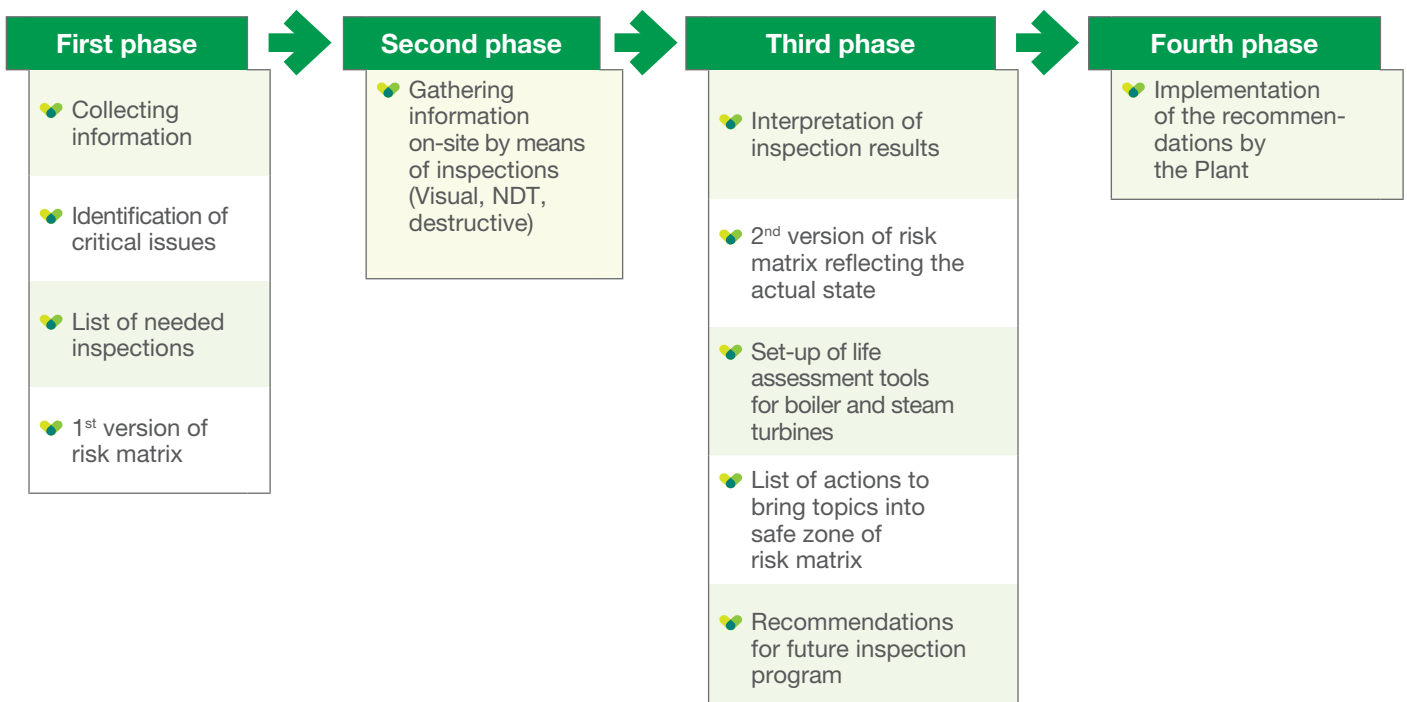 First phase
Collecting
information
Identification of
critical issues
List of needed
inspections
1st version of
risk matrix
Second phase
Gathering
information
on-site by means
of inspections
(Visual, NDT,
destructive)
Third phase
Interpretation of
inspection results
2nd version of risk
matrix reflecting the
actual state
Set-up of life
assessment tools
for boiler and steam
turbines
List of actions to
bring topics into
safe zone of
risk matrix
Recommendations
for future inspection
program
Fourth phase
Implementation
of the recommen-
dations by
the Plant